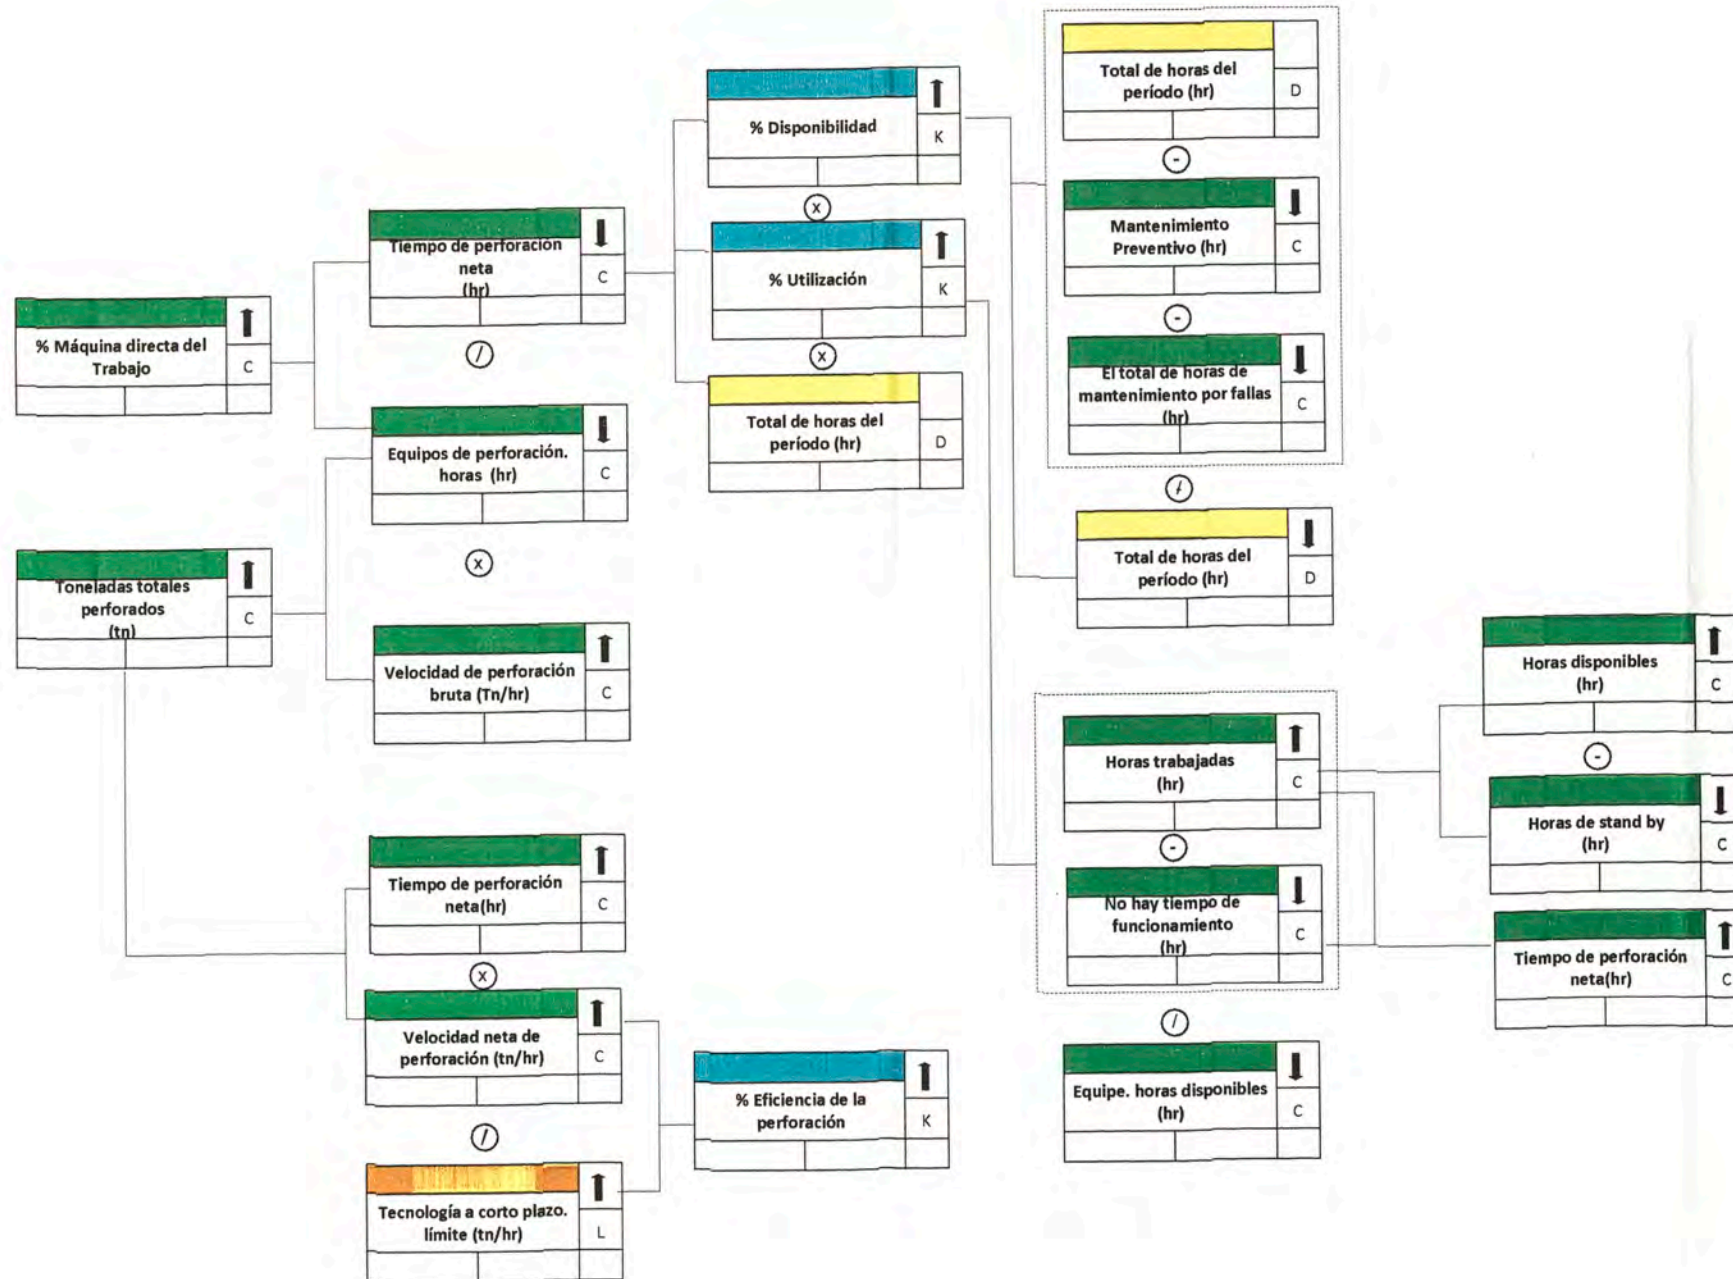 % Máquina directa del
Trabajo
C
Toneladas totales
perforados
(tn)
C
Tiempo de perforación
neta
(hr)
C
/
Equipos de perforación.
horas (hr)
C
x
Velocidad de perforación
bruta (Tn/hr)
C
Tiempo de perforación
neta(hr)
C
x
Velocidad neta de
perforación (tn/hr)
C
/
Tecnología a corto plazo.
límite (tn/hr)
L
% Disponibilidad
K
x
% Utilización
K
x
Total de horas del
período (hr)
D
% Eficiencia de la
perforación
K
Total de horas del
período (hr)
D
-
Mantenimiento
Preventivo (hr)
C
-
El total de horas de
mantenimiento por fallas
(hr)
C
/
Total de horas del
período (hr)
D
Horas trabajadas
(hr)
C
-
No hay tiempo de
funcionamiento
(hr)
C
/
Equipe. horas disponibles
(hr)
C
Horas disponibles
(hr)
C
-
Horas de stand by
(hr)
C
Tiempo de perforación
neta(hr)
C